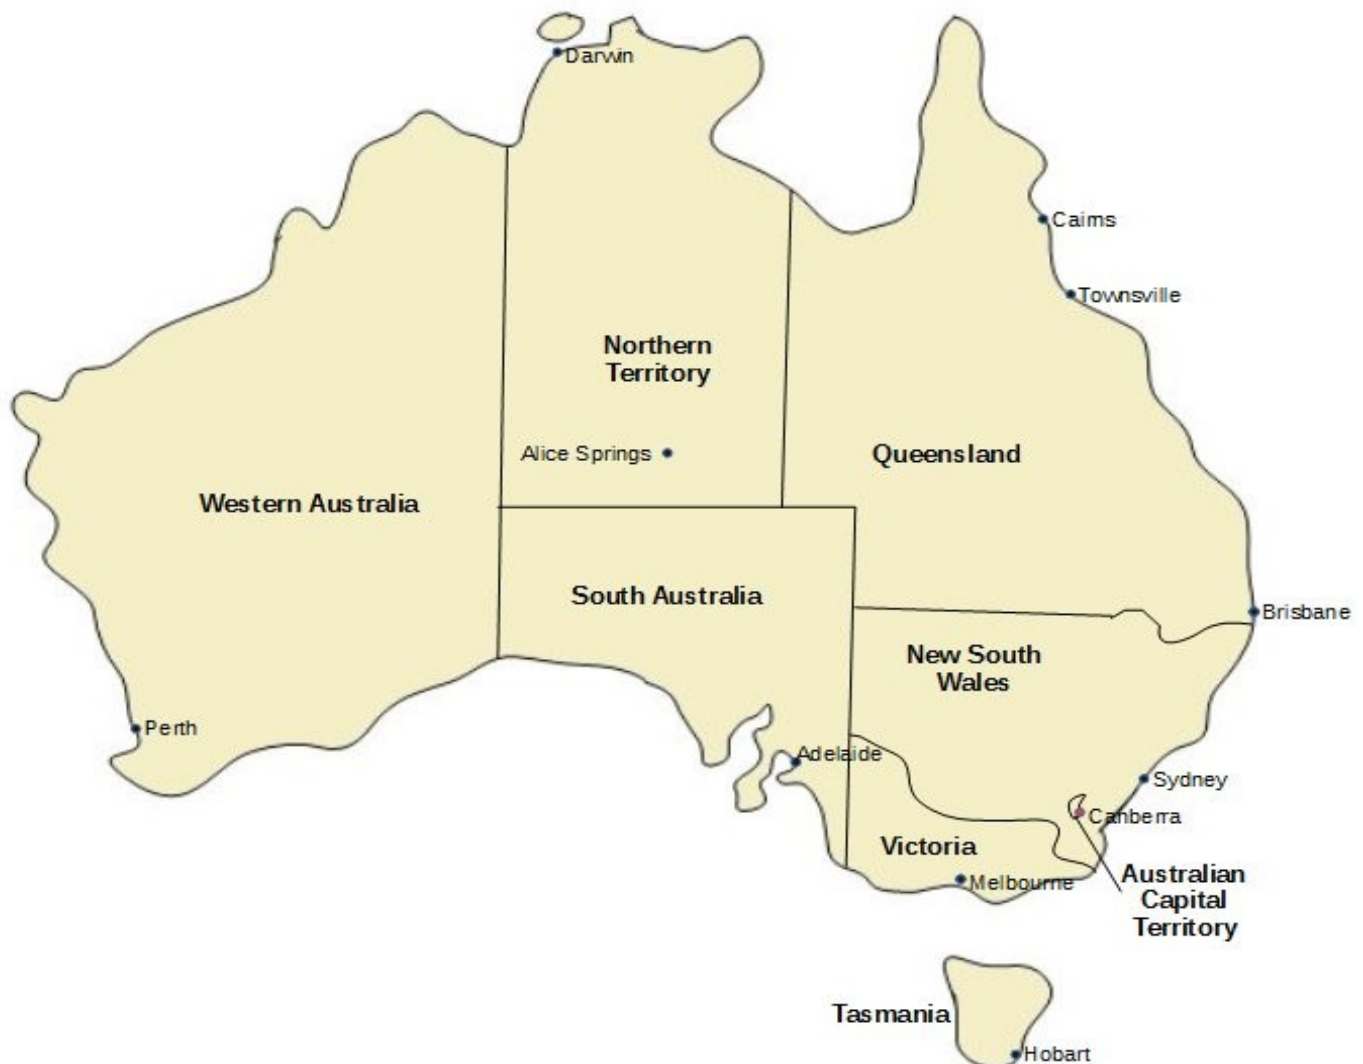 Darwin
Cairns
Townsville
Northern
Territory
Alice Springs
Queensland
Western Australia
South Australia
Brisbane
New South
Wales
Perth
Adelaide
Sydney
Canberra
Victoria
Melbourne
Australian
Capital
Territory
Tasmania
Hobart